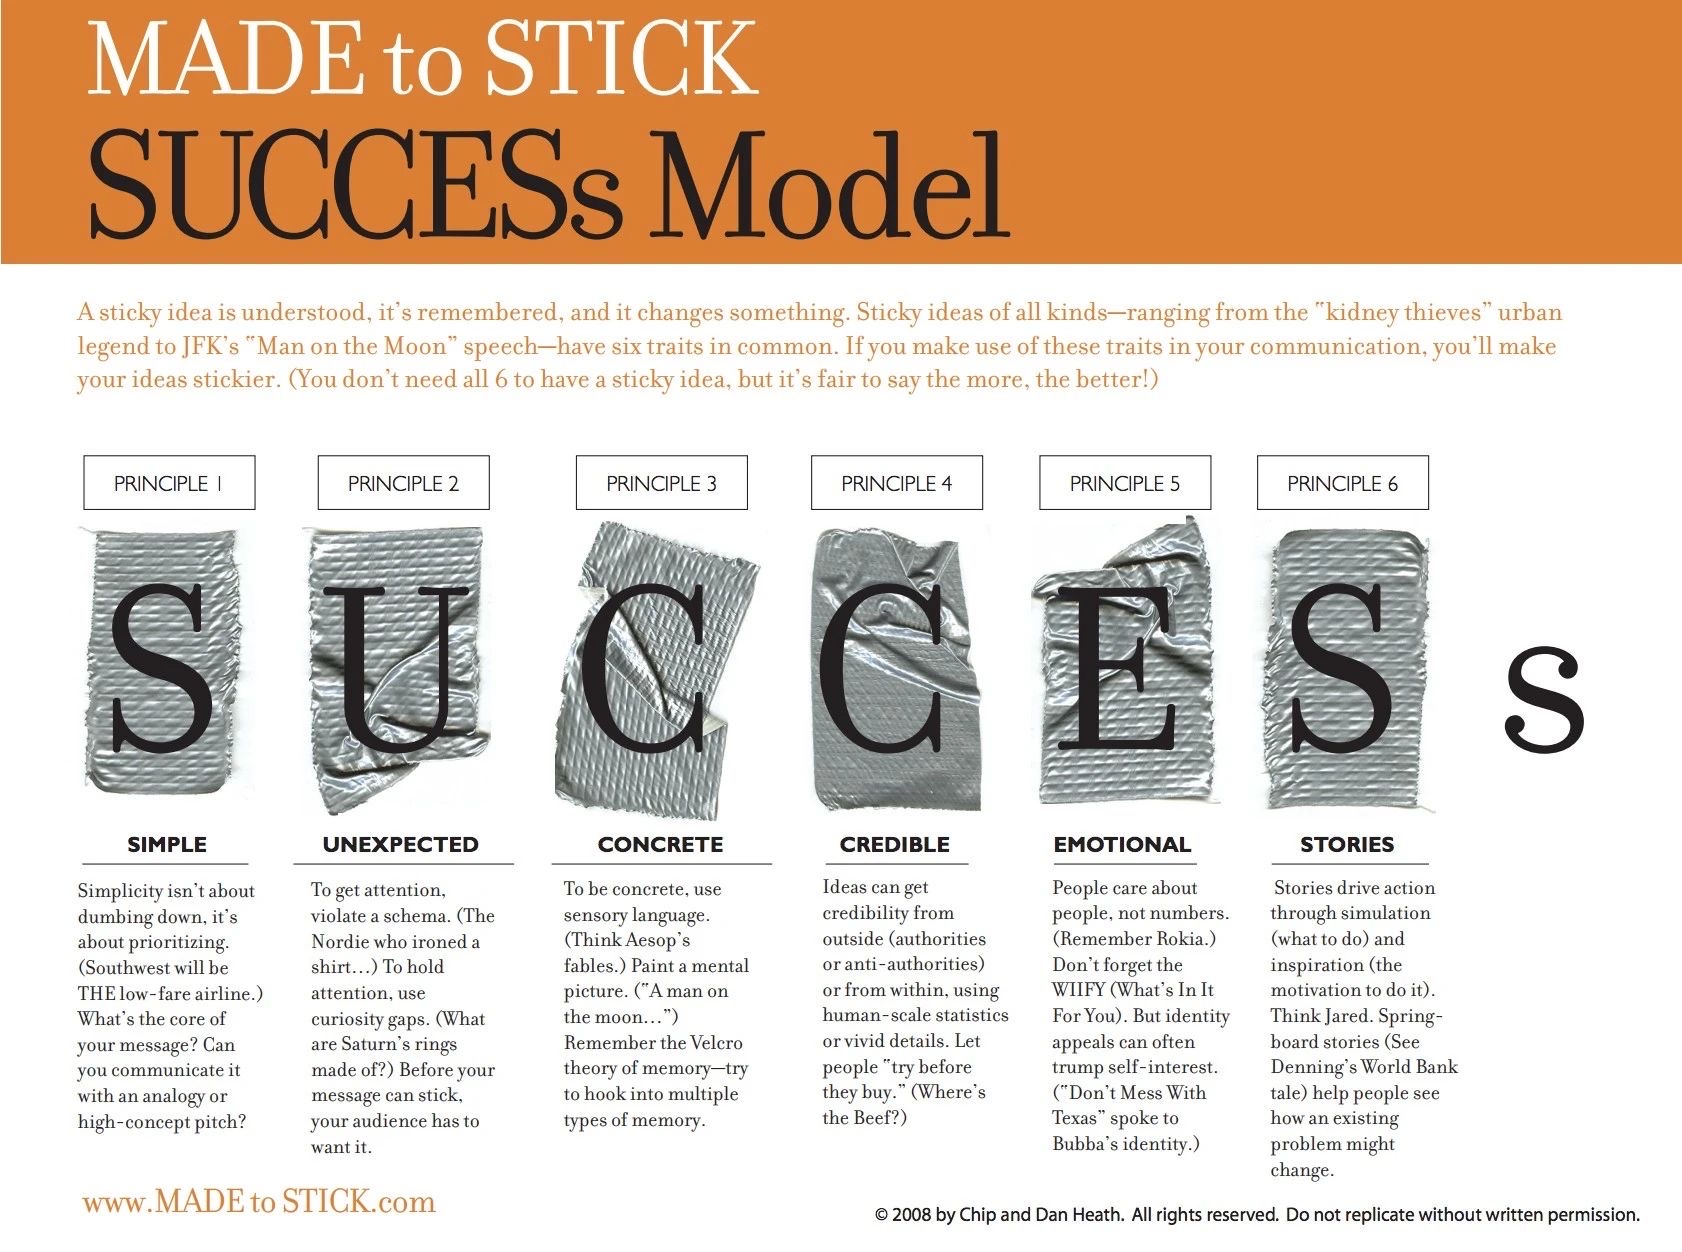 MADE to STICK
SUCCESs Model
A sticky idea is understood, it's remembered, and it changes something. Sticky ideas of all kinds—ranging from the "kidney thieves" urban
legend to JFK's "Man on the Moon" speech—have six traits in common. If you make use of these traits in your communication, you'll make
your ideas stickier. (You don't need all 6 to have a sticky idea, but it's fair to say the more, the better!)
PRINCIPLE 1
S
SIMPLE
Simplicity isn't about
dumbing down, it's
about prioritizing.
(Southwest will be
THE low-fare airline.)
What's the core of
your message? Can
you communicate it
with an analogy or
high-concept pitch?
PRINCIPLE 2
U
UNEXPECTED
To get attention,
violate a schema. (The
Nordie who ironed a
shirt…) To hold
attention, use
curiosity gaps. (What
are Saturn's rings
made of?) Before your
message can stick,
your audience has to
want it.
PRINCIPLE 3
C
CONCRETE
To be concrete, use
sensory language.
(Think Aesop's
fables.) Paint a mental
picture. ("A man on
the moon…")
Remember the Velcro
theory of memory—try
to hook into multiple
types of memory.
PRINCIPLE 4
C
CREDIBLE
Ideas can get
credibility from
outside (authorities
or anti-authorities)
or from within, using
human-scale statistics
or vivid details. Let
people "try before
they buy." (Where's
the Beef?)
PRINCIPLE 5
E
EMOTIONAL
People care about
people, not numbers.
(Remember Rokia.)
Don't forget the
WIIFY (What's In It
For You). But identity
appeals can often
trump self-interest.
("Don't Mess With
Texas" spoke to
Bubba's identity.)
PRINCIPLE 6
S
STORIES
Stories drive action
through simulation
(what to do) and
inspiration (the
motivation to do it).
Think Jared. Spring-
board stories (See
Denning's World Bank
tale) help people see
how an existing
problem might
change.
s
www.MADE to STICK.com
© 2008 by Chip and Dan Heath. All rights reserved. Do not replicate without written permission.